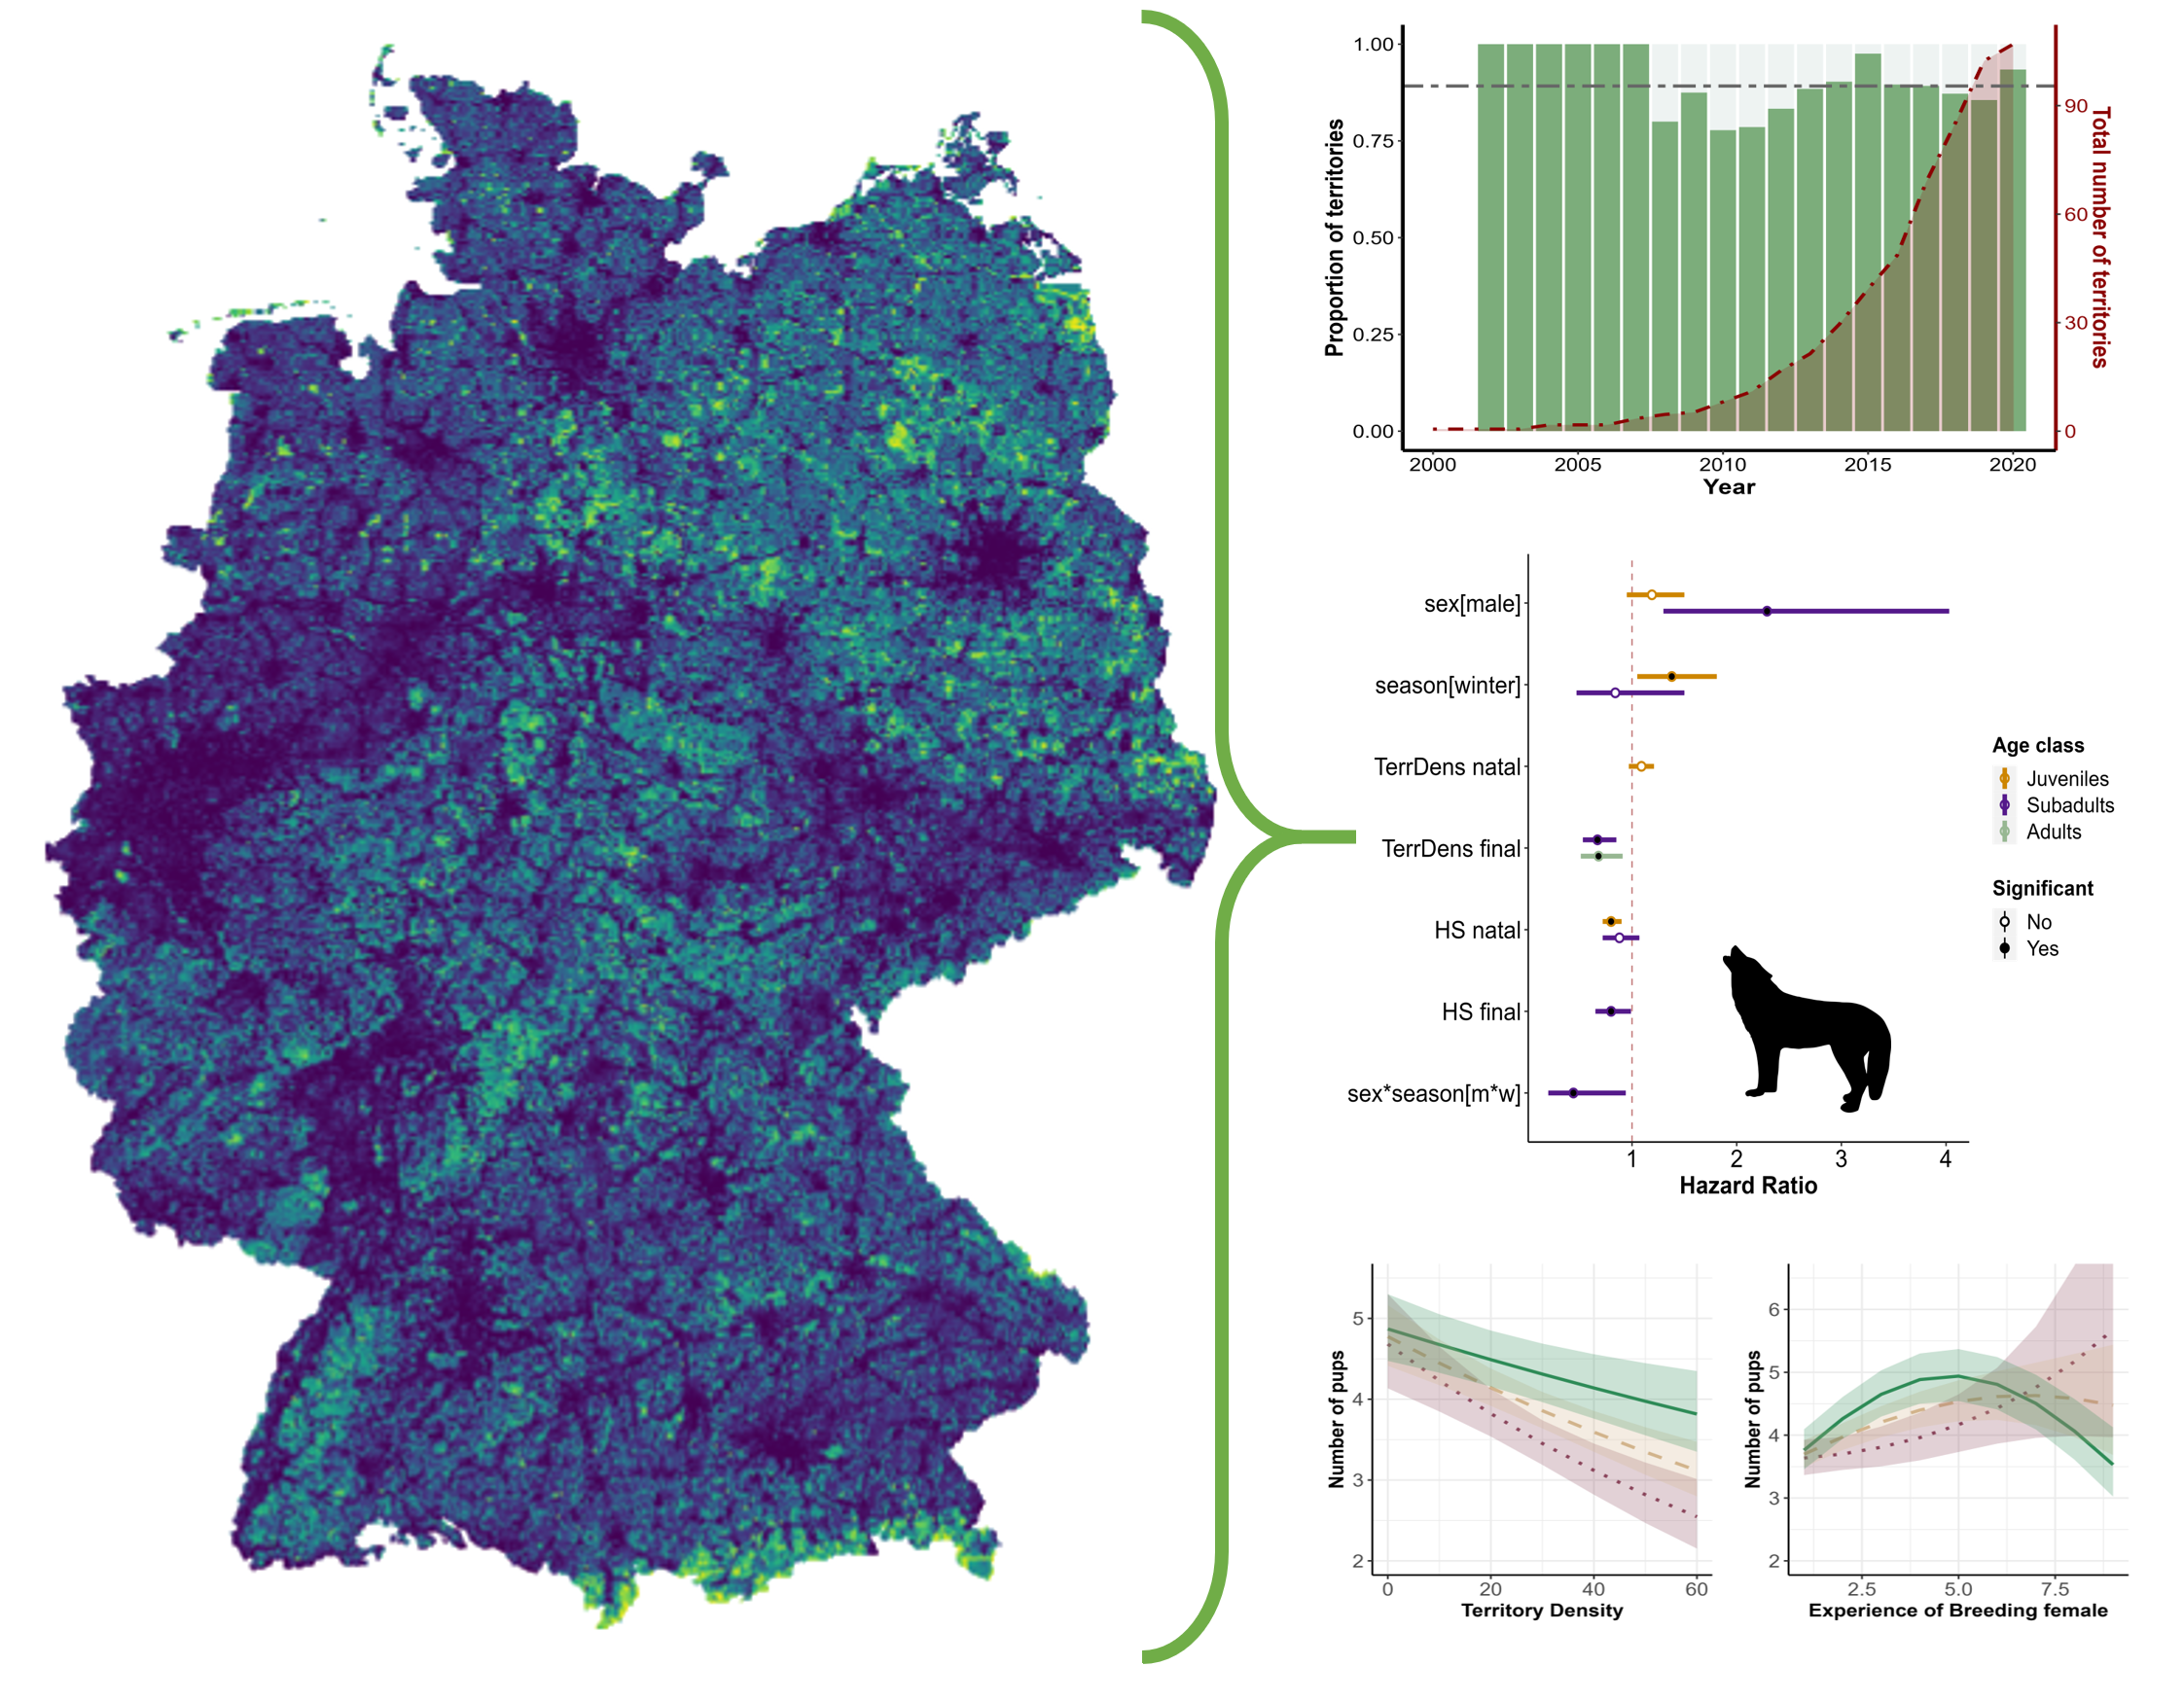 1.00
0.75
0.50
0.25
0.00
Proportion of territories
90
60
30
0
Total number of territories
2000 2005 2010 2015 2020
Year
sex[male]
season[winter]
TerrDens natal
TerrDens final
HS natal
HS final
sex*season[m*w]
1 2 3 4
Hazard Ratio
Age class
Juveniles
Subadults
Adults
Significant
No
Yes
5
4
3
2
Number of pups
0 20 40 60
Territory Density
6
5
4
3
2
Number of pups
2.5 5.0 7.5
Experience of Breeding female